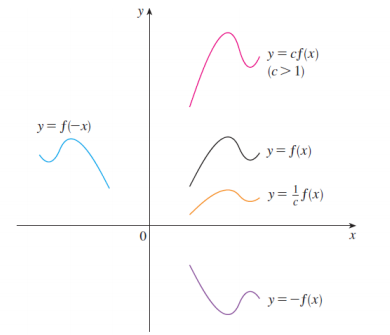 y
y = cf(x)
(c > 1)
y = f(−x)
y = f(x)
y = 1/c f(x)
0
x
y = −f(x)